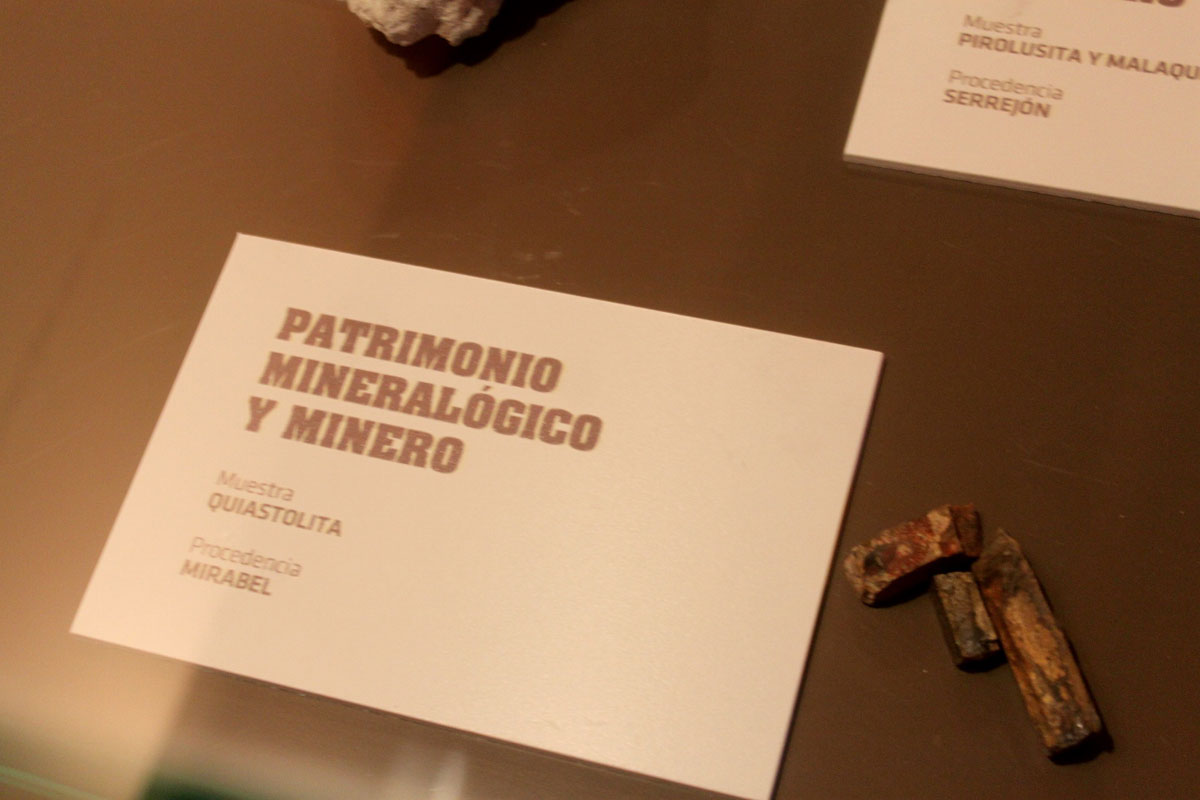 PATRIMONIO
MINERALÓGICO
Y MINERO
Muestra
QUIASTOLITA
Procedencia
MIRABEL
Muestra
PIROLUSITA Y MALAQU
Procedencia
SERREJÓN